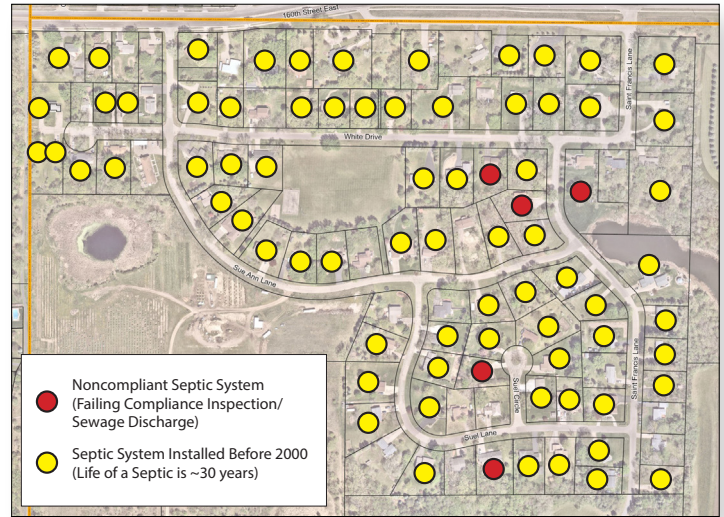 160th Street East
Saint Francis Lane
White Drive
Sue Ann Lane
Suel Circle
Saint Francis Lane
Suel Lane
Noncompliant Septic System
(Failing Compliance Inspection/
Sewage Discharge)
Septic System Installed Before 2000
(Life of a Septic is ~30 years)